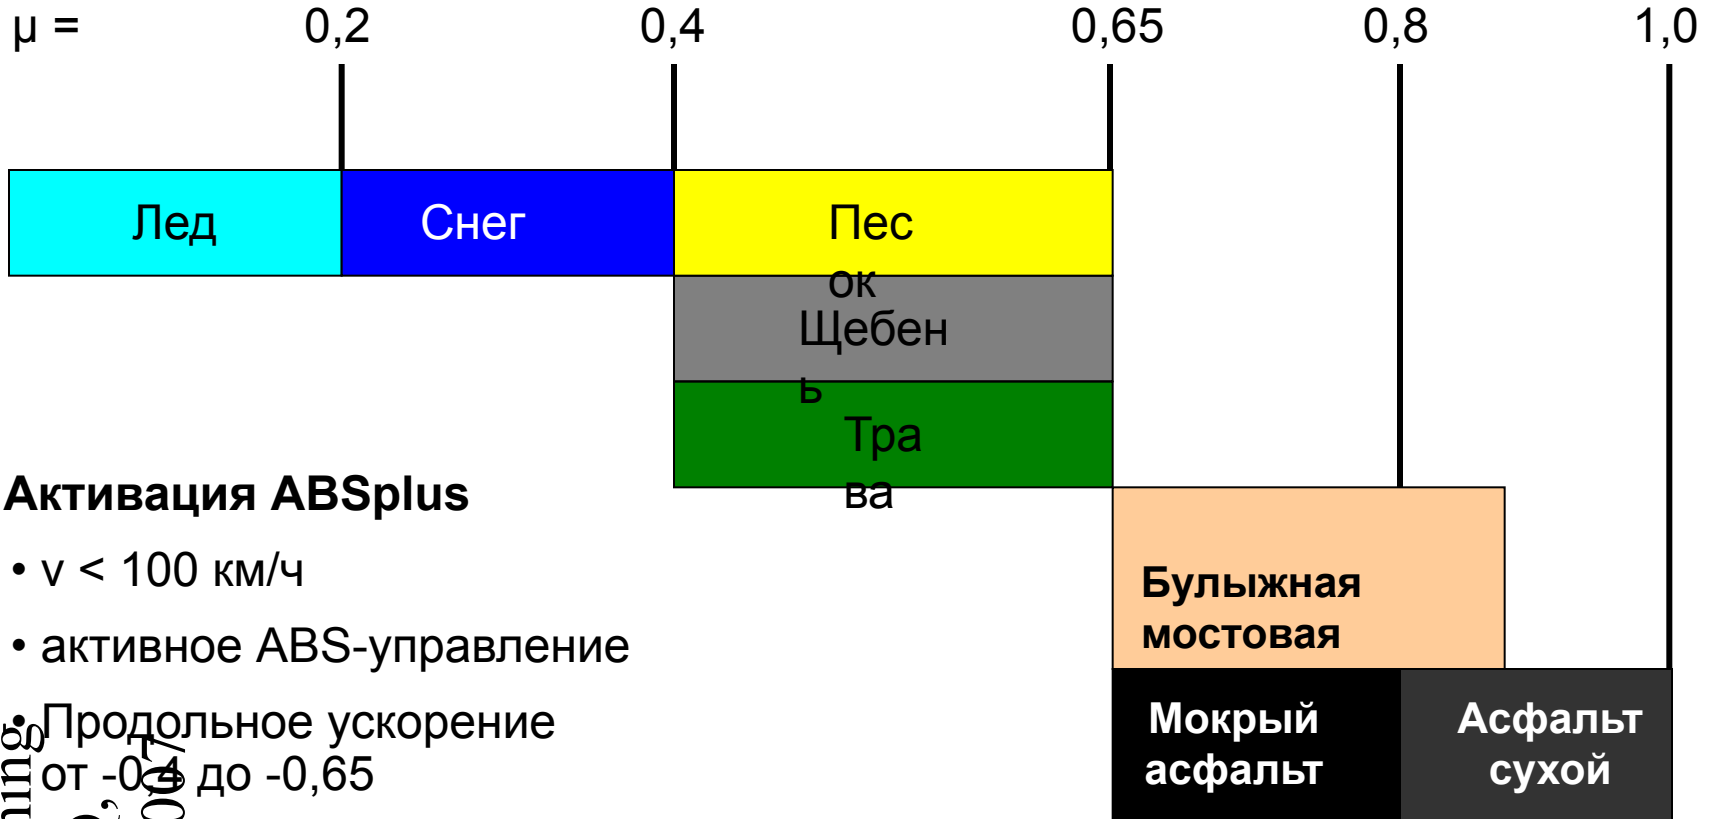 μ = 0,2 0,4 0,65 0,8 1,0
Лед Снег Пес
ок
Щебен
ь
Тра
ва
Активация ABSplus
• v < 100 км/ч
• активное ABS-управление
• Продольное ускорение
от -0,4 до -0,65
Булыжная
мостовая
Мокрый
асфальт
Асфальт
сухой